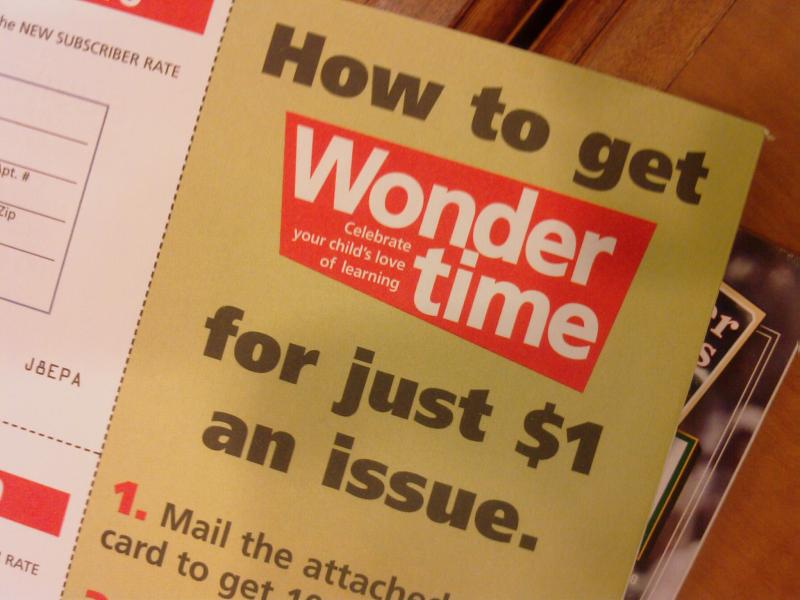 he NEW SUBSCRIBER RATE
pt. #
Zip
J8EPA
RATE
How to get
Wonder
time
Celebrate
your child's love
of learning
for just $1
an issue.
1. Mail the attached
card to get 10